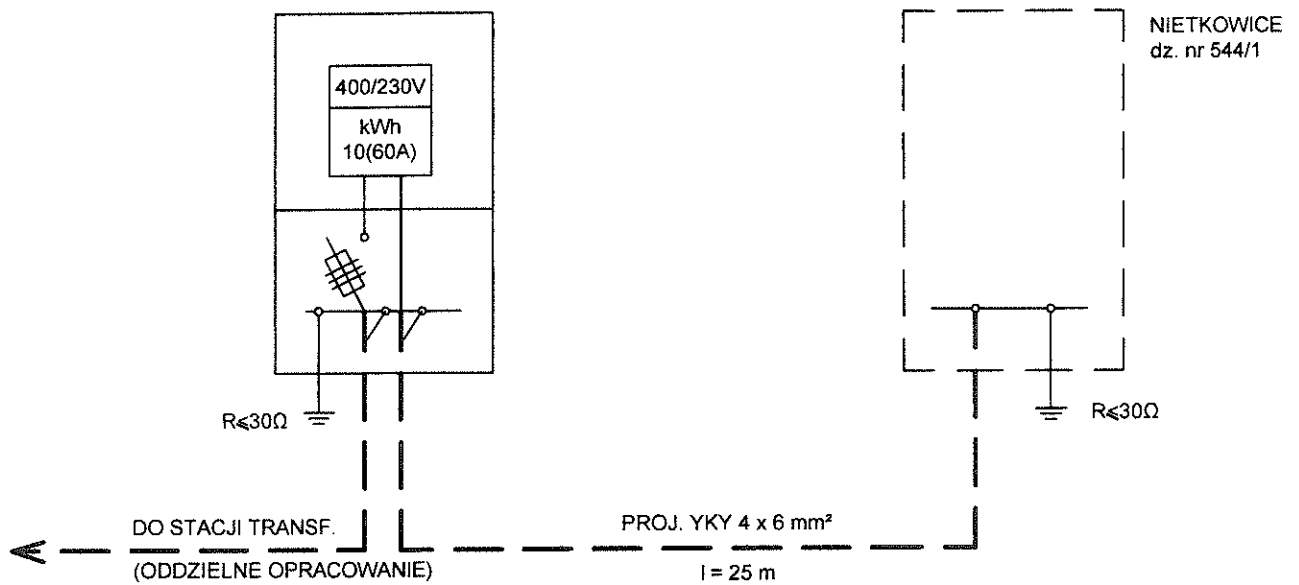 NIETKOWICE
dz. nr 544/1
400/230V
kWh
10(60A)
R⩽30Ω
R⩽30Ω
DO STACJI TRANSF.
(ODDZIELNE OPRACOWANIE)
PROJ. YKY 4 x 6 mm²
l = 25 m